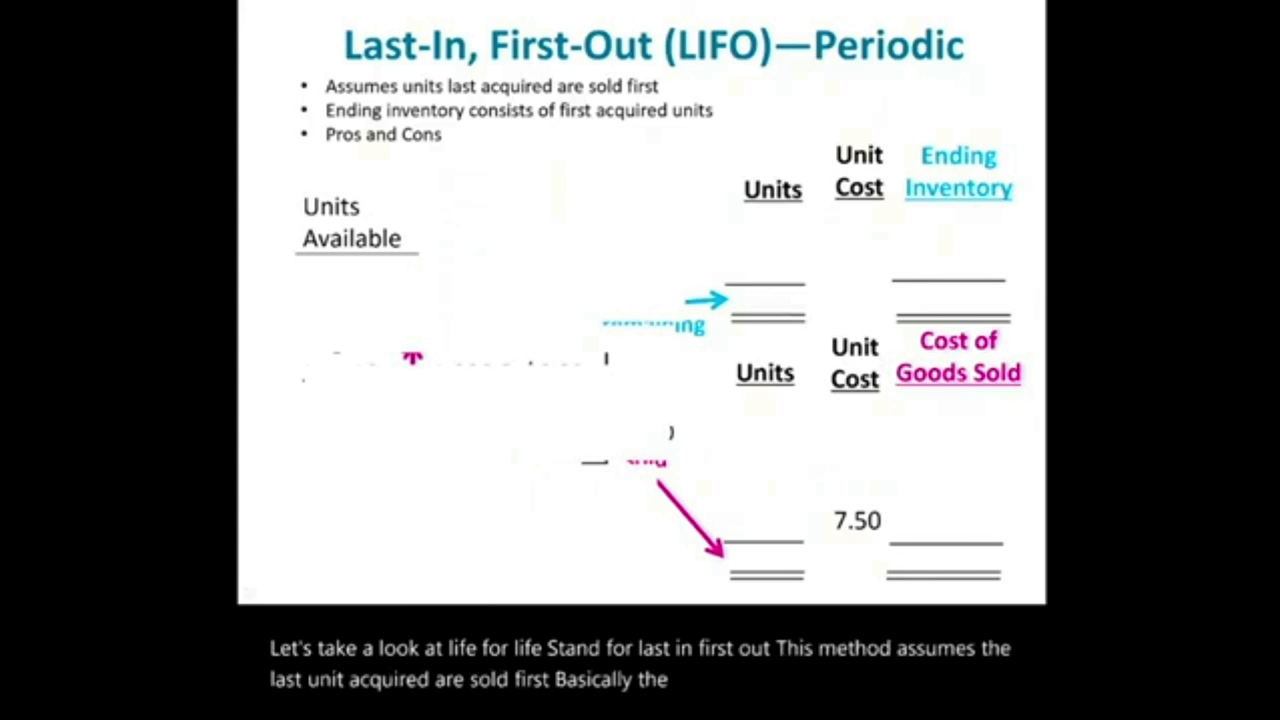 Last-In, First-Out (LIFO)—Periodic
• Assumes units last acquired are sold first
• Ending inventory consists of first acquired units
• Pros and Cons
Units
Available
Units
Unit
Cost
Ending
Inventory
Units
Unit
Cost
Cost of
Goods Sold
7.50
Let's take a look at life for life Stand for last in first out This method assumes the
last unit acquired are sold first Basically the